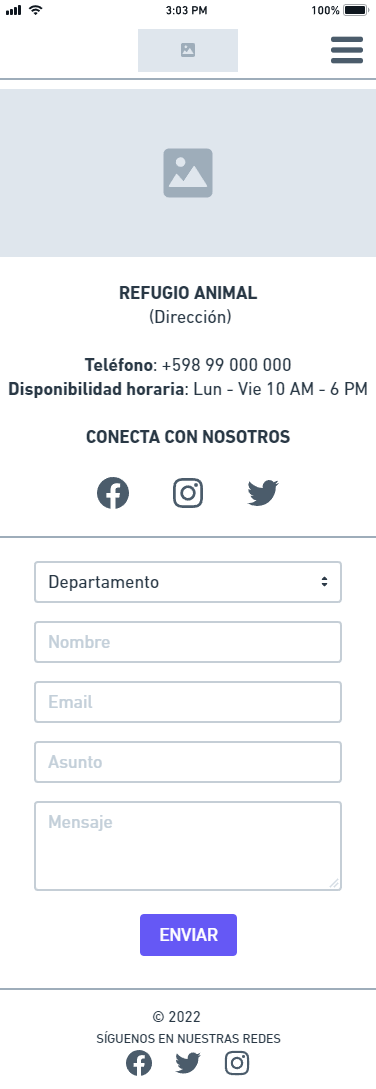 3:03 PM
100%
REFUGIO ANIMAL
(Dirección)
Teléfono: +598 99 000 000
Disponibilidad horaria: Lun - Vie 10 AM - 6 PM
CONECTA CON NOSOTROS
Departamento
Nombre
Email
Asunto
Mensaje
ENVIAR
© 2022
SÍGUENOS EN NUESTRAS REDES